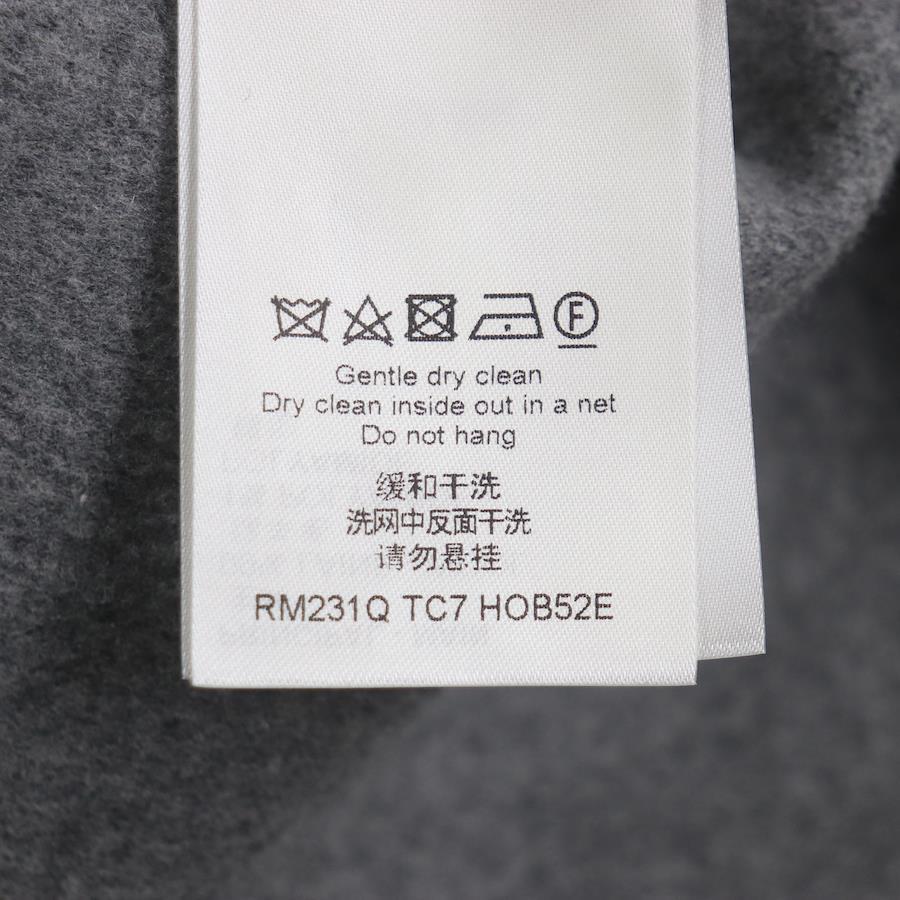 F
Gentle dry clean
Dry clean inside out in a net
Do not hang
缓和干洗
洗网中反面干洗
请勿悬挂
RM231Q TC7 HOB52E